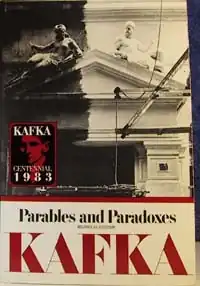 KAFKA
CENTENNIAL
1983
Parables and Paradoxes
KAFKA